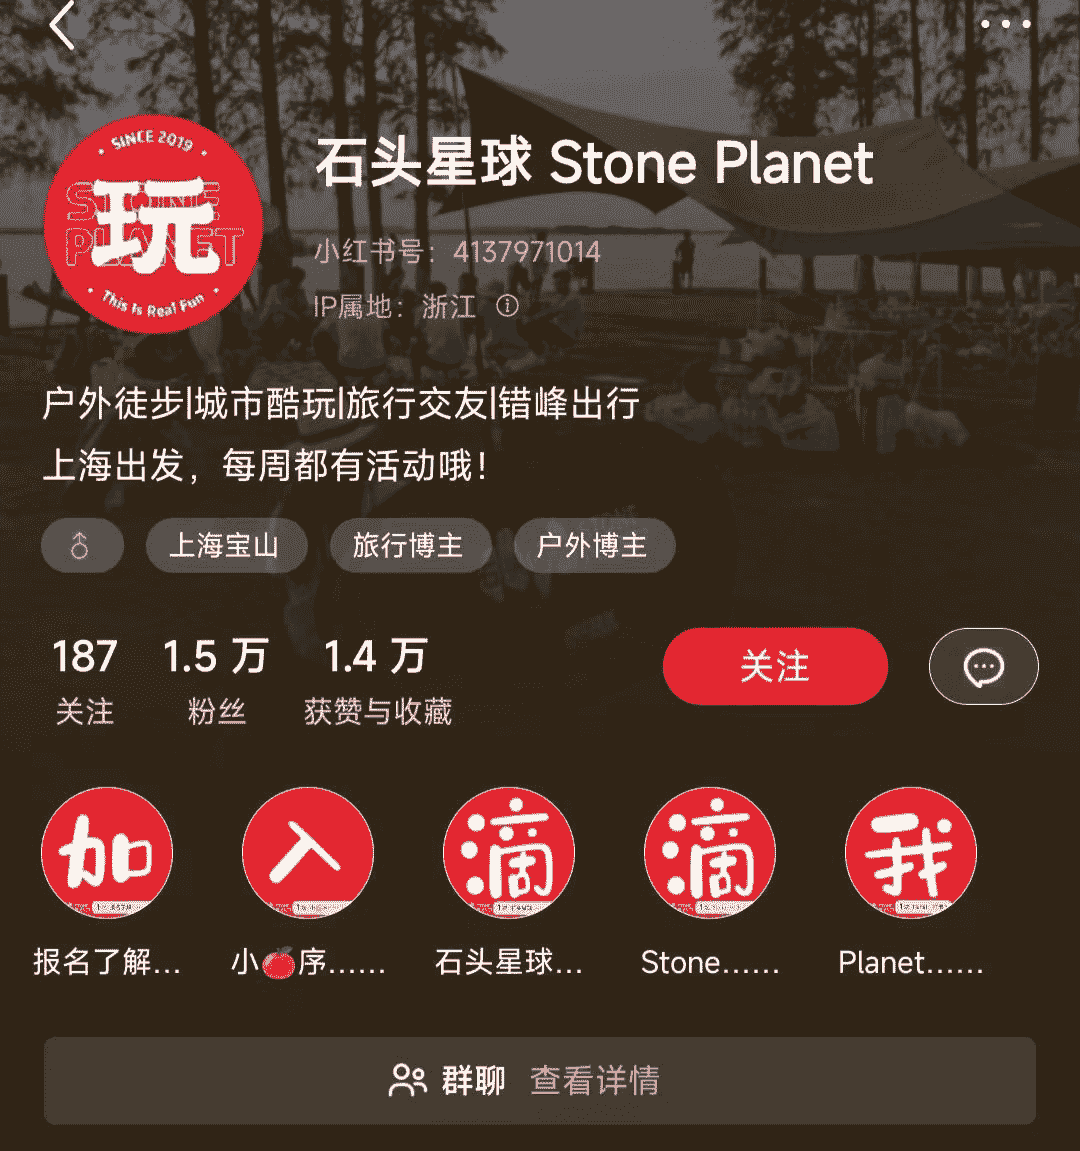 SINCE 2019
STONE
PLANET
玩
This Is Real Fun
石头星球 Stone Planet
小红书号：4137971014
IP属地：浙江
户外徒步|城市酷玩|旅行交友|错峰出行
上海出发，每周都有活动哦！
上海宝山
旅行博主
户外博主
187
1.5 万
1.4 万
关注
粉丝
获赞与收藏
关注
加
入
滴
滴
我
报名了解...
小🍎序......
石头星球...
Stone......
Planet......
群聊 查看详情